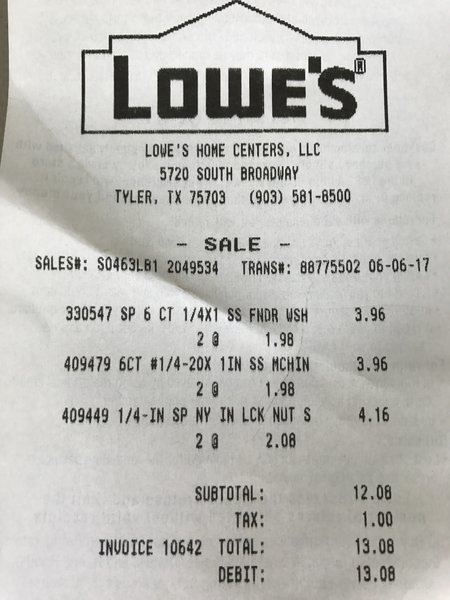 LOWE'S®
LOWE'S HOME CENTERS, LLC
5720 SOUTH BROADWAY
TYLER, TX 75703 (903) 581-8500
- SALE -
SALES#: S0463LB1 2049534 TRANS#: 88775502 06-06-17
330547 SP 6 CT 1/4X1 SS FNDR WSH 3.96
2 @ 1.98
409479 6CT #1/4-20X 1IN SS MCHIN 3.96
2 @ 1.98
409449 1/4-IN SP NY IN LCK NUT S 4.16
2 @ 2.08
SUBTOTAL: 12.08
TAX: 1.00
INVOICE 10642 TOTAL: 13.08
DEBIT: 13.08